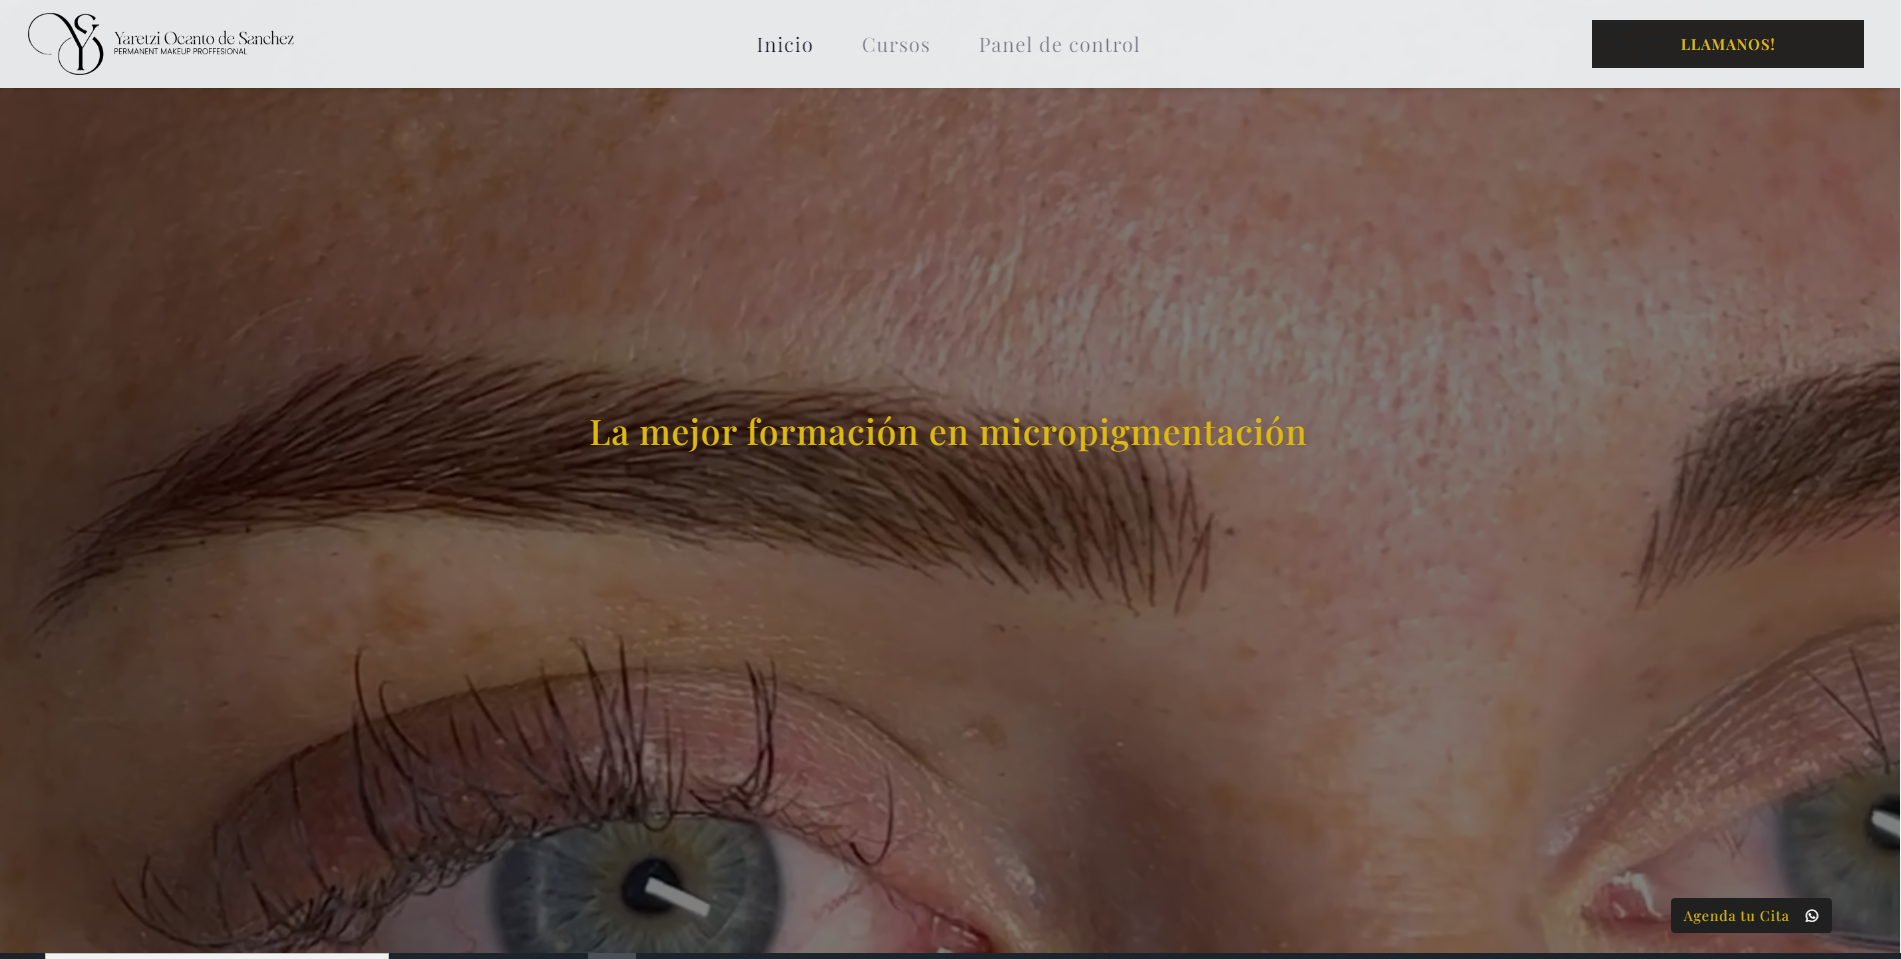 Yaretzi Ocanto de Sanchez
PERMANENT MAKEUP PROFFESIONAL
Inicio
Cursos
Panel de control
LLAMANOS!
La mejor formación en micropigmentación
Agenda tu Cita